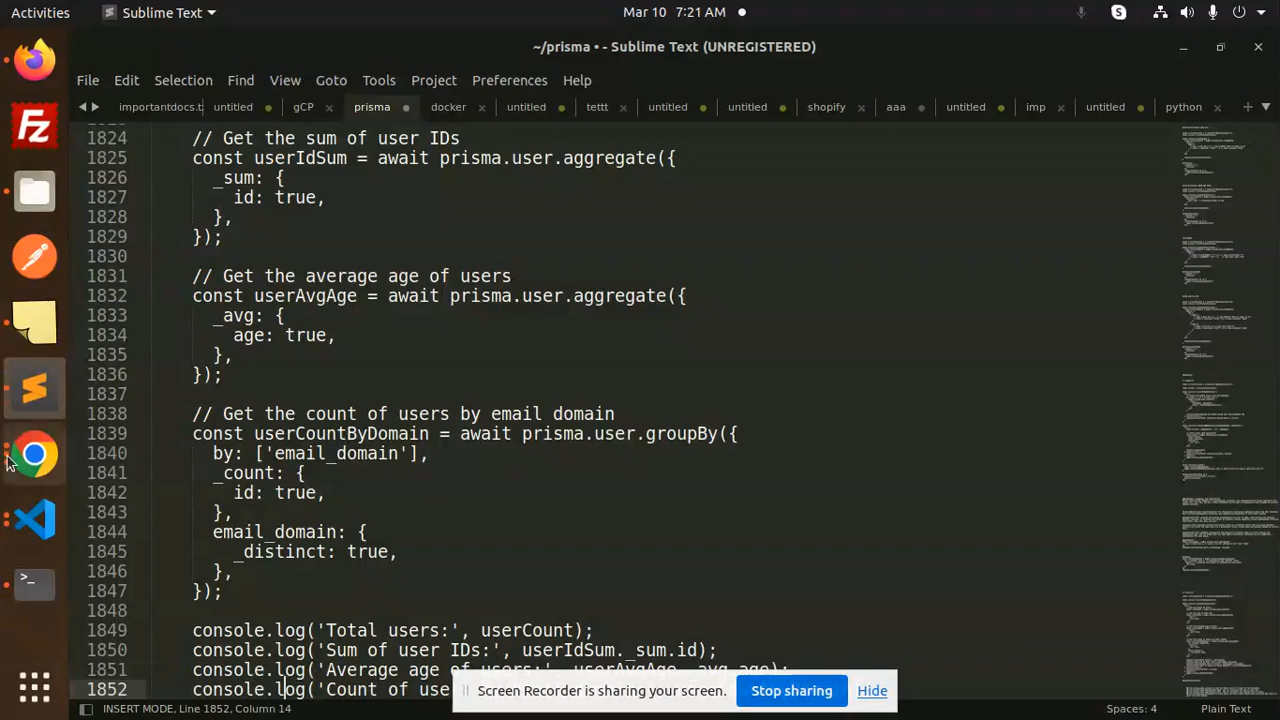 Activities Sublime Text Mar 10 7:21 AM
~/prisma • - Sublime Text (UNREGISTERED)
File Edit Selection Find View Goto Tools Project Preferences Help
importantdocs.t untitled gCP prisma docker untitled tettt untitled untitled shopify aaa untitled imp untitled python
1824 // Get the sum of user IDs
1825 const userIdSum = await prisma.user.aggregate({
1826 _sum: {
1827 id: true,
1828 },
1829 });
1830
1831 // Get the average age of users
1832 const userAvgAge = await prisma.user.aggregate({
1833 _avg: {
1834 age: true,
1835 },
1836 });
1837
1838 // Get the count of users by email domain
1839 const userCountByDomain = await prisma.user.groupBy({
1840 by: ['email_domain'],
1841 _count: {
1842 id: true,
1843 },
1844 email_domain: {
1845 _distinct: true,
1846 },
1847 });
1848
1849 console.log('Total users:', userCount);
1850 console.log('Sum of user IDs:', userIdSum._sum.id);
1851 console.log('Average age of users:', userAvgAge._avg.age);
1852 console.log('Count of use
Screen Recorder is sharing your screen. Stop sharing Hide
INSERT MODE, Line 1852, Column 14 Spaces: 4 Plain Text